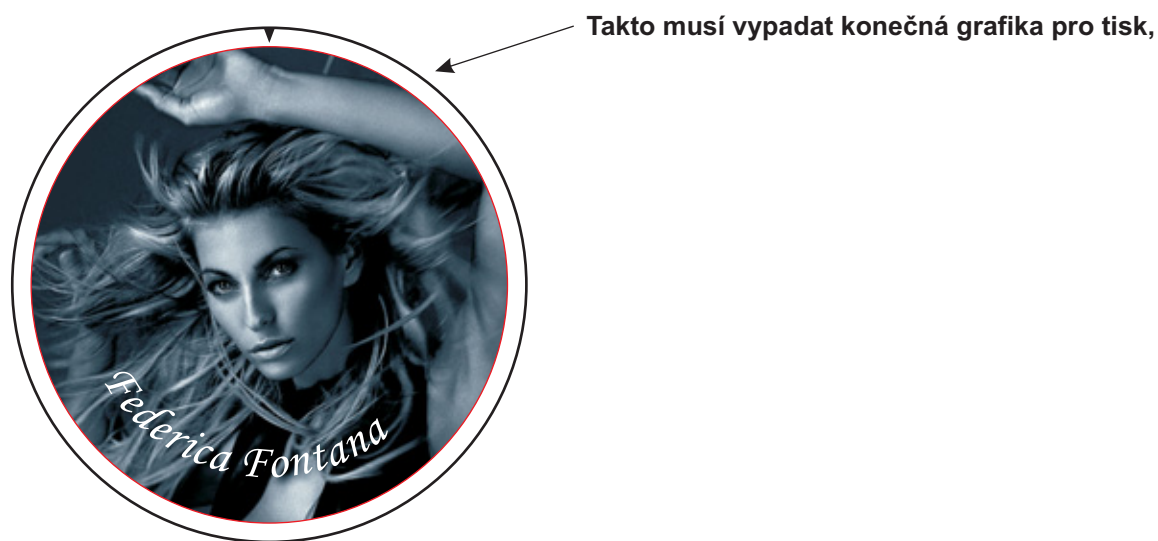 Takto musí vypadat konečná grafika pro tisk,
Federica Fontana